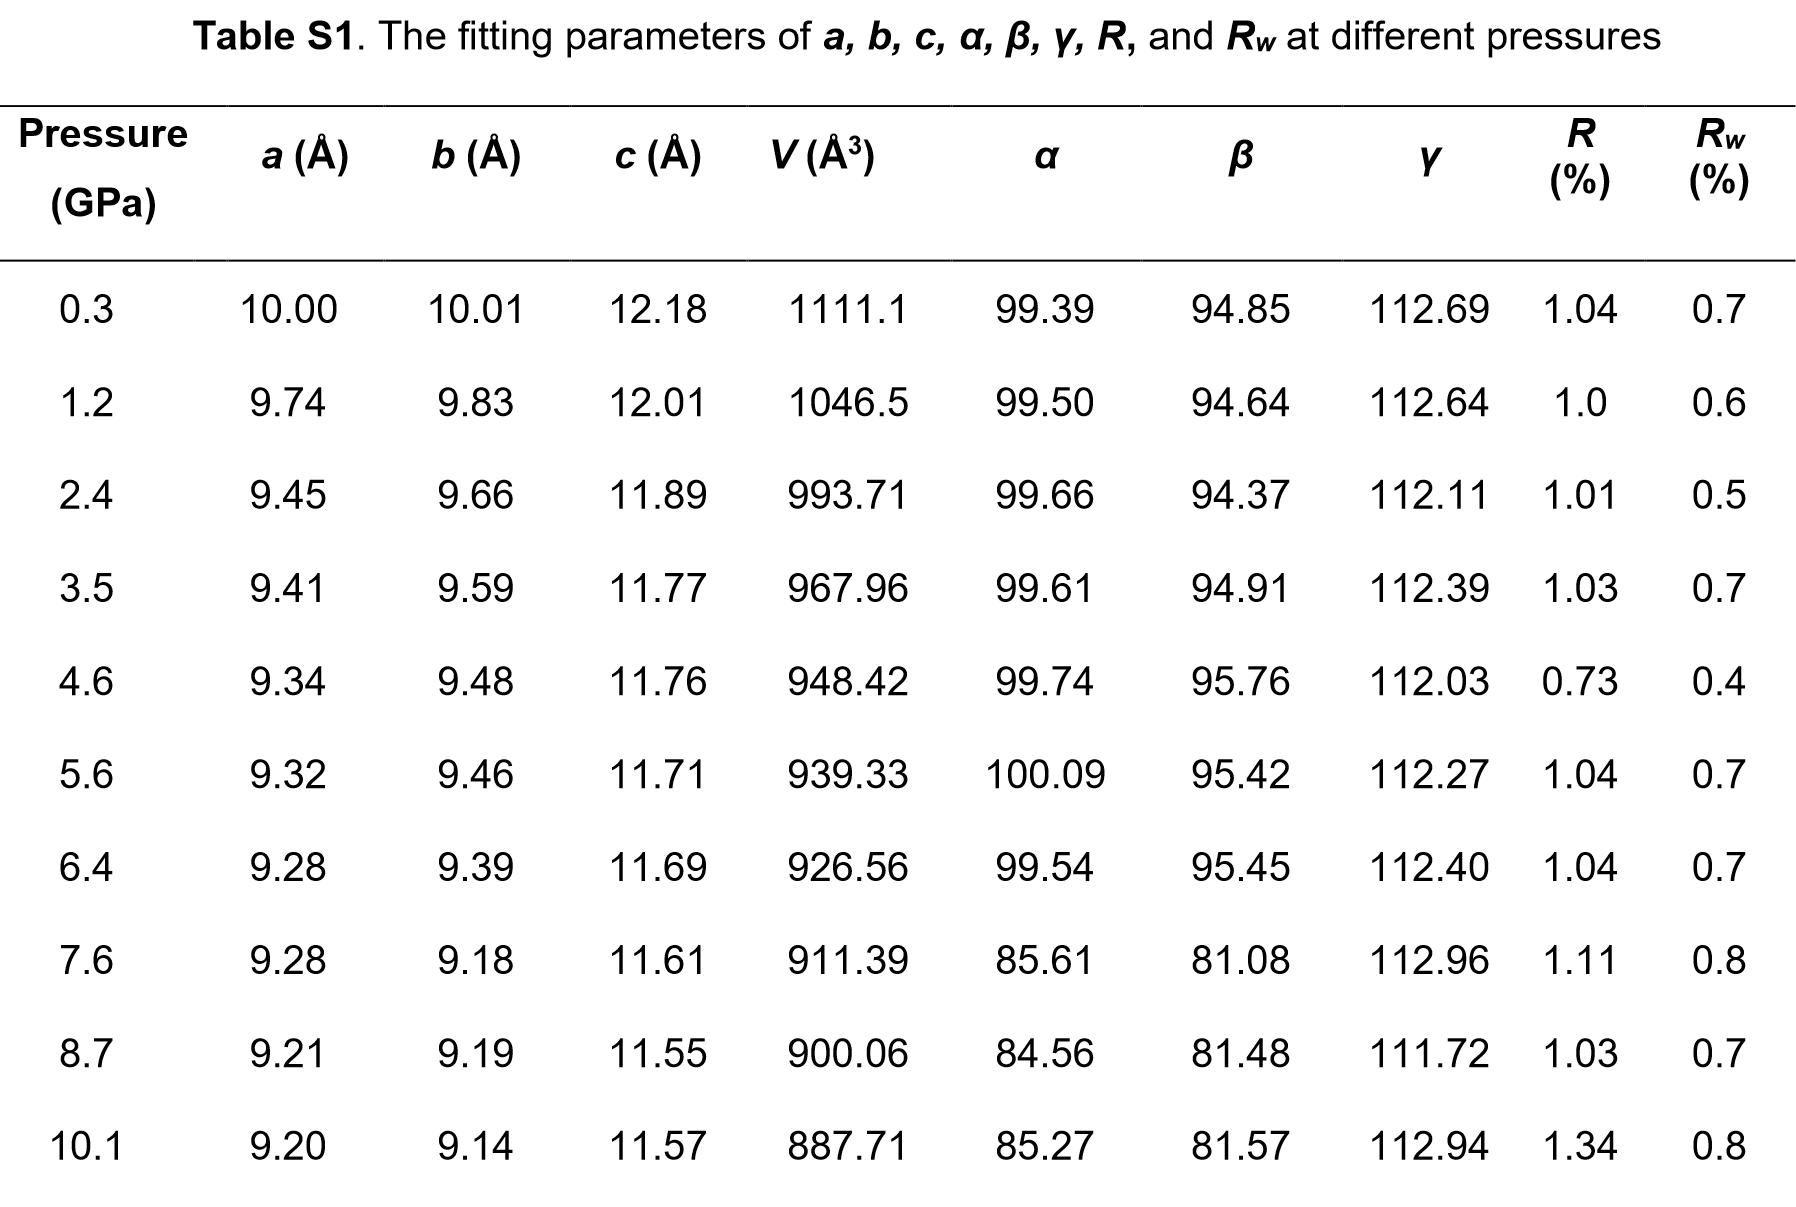 Table S1. The fitting parameters of a, b, c, α, β, γ, R, and Rw at different pressures
Pressure (GPa) a (Å) b (Å) c (Å) V (Å³) α β γ R (%) Rw (%)
0.3 10.00 10.01 12.18 1111.1 99.39 94.85 112.69 1.04 0.7
1.2 9.74 9.83 12.01 1046.5 99.50 94.64 112.64 1.0 0.6
2.4 9.45 9.66 11.89 993.71 99.66 94.37 112.11 1.01 0.5
3.5 9.41 9.59 11.77 967.96 99.61 94.91 112.39 1.03 0.7
4.6 9.34 9.48 11.76 948.42 99.74 95.76 112.03 0.73 0.4
5.6 9.32 9.46 11.71 939.33 100.09 95.42 112.27 1.04 0.7
6.4 9.28 9.39 11.69 926.56 99.54 95.45 112.40 1.04 0.7
7.6 9.28 9.18 11.61 911.39 85.61 81.08 112.96 1.11 0.8
8.7 9.21 9.19 11.55 900.06 84.56 81.48 111.72 1.03 0.7
10.1 9.20 9.14 11.57 887.71 85.27 81.57 112.94 1.34 0.8